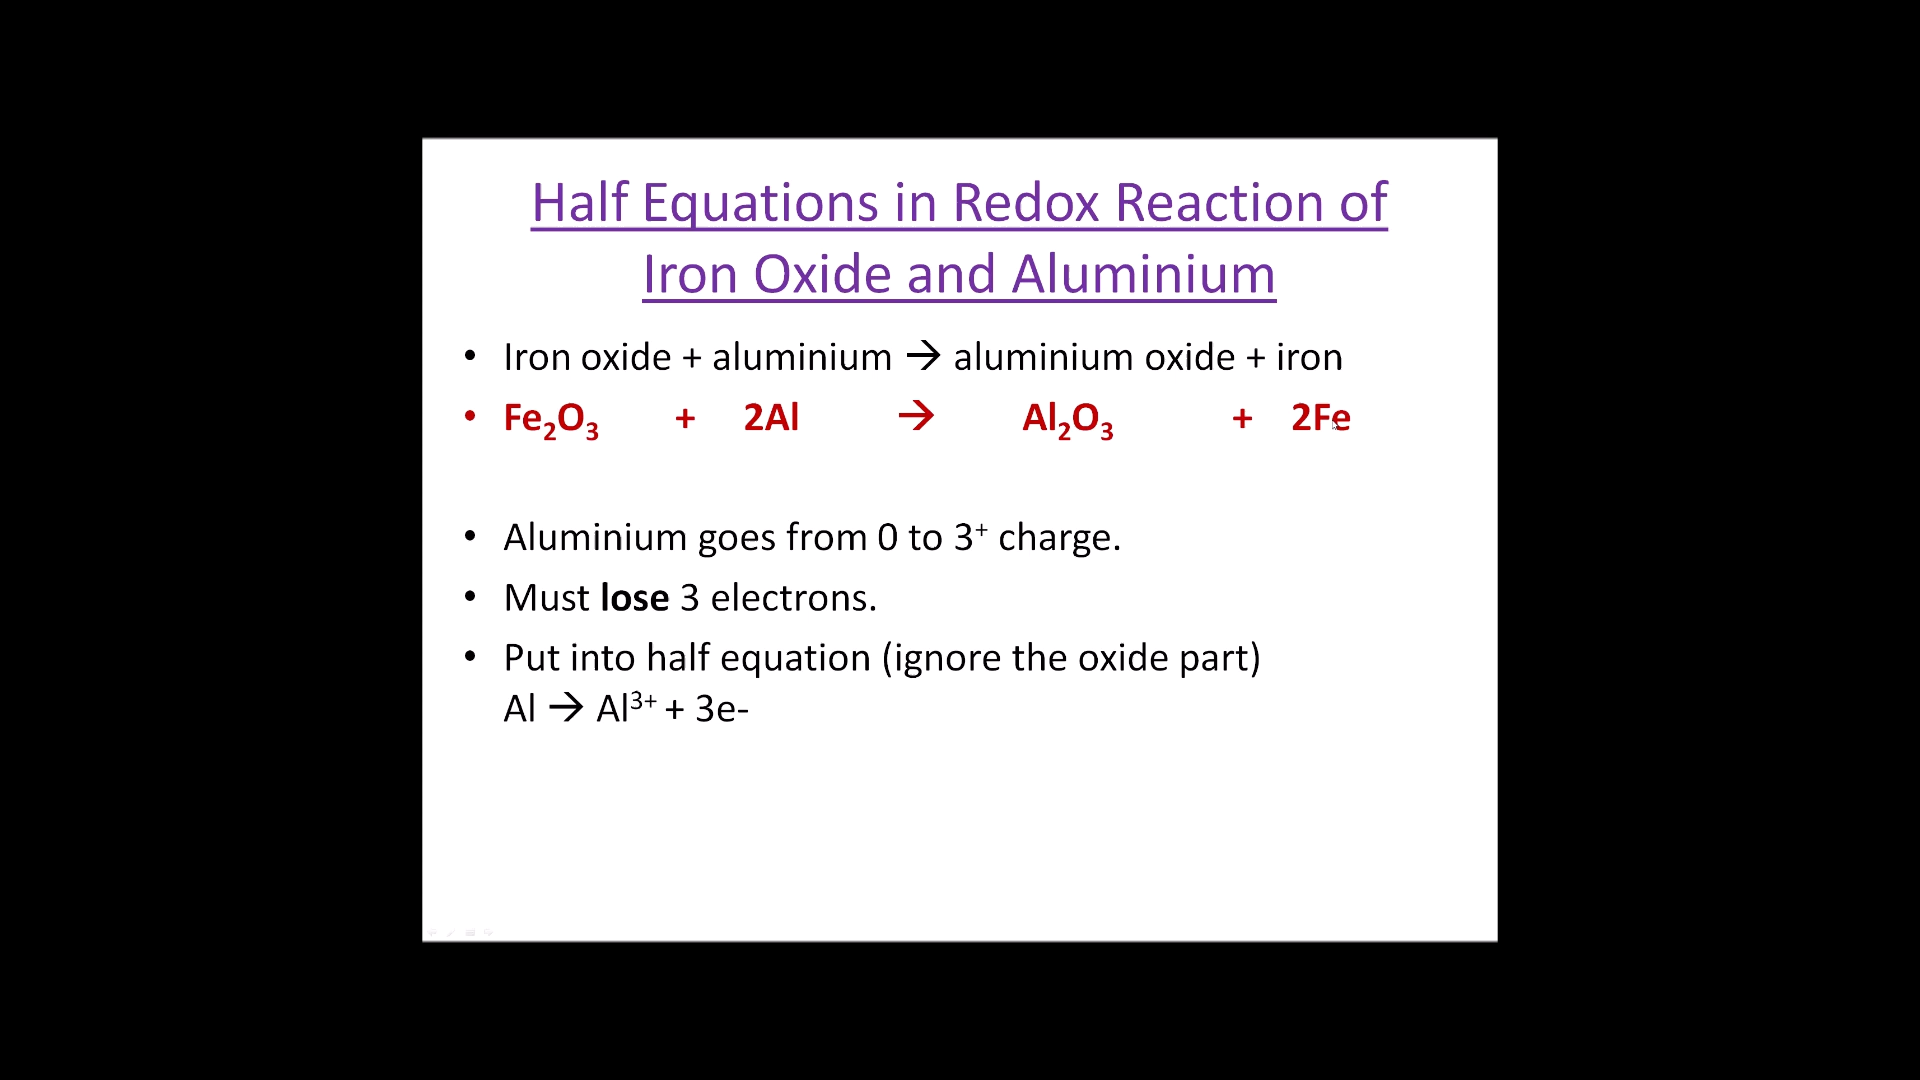 Half Equations in Redox Reaction of
Iron Oxide and Aluminium
• Iron oxide + aluminium → aluminium oxide + iron
• Fe₂O₃ + 2Al → Al₂O₃ + 2Fe
• Aluminium goes from 0 to 3⁺ charge.
• Must lose 3 electrons.
• Put into half equation (ignore the oxide part)
Al → Al³⁺ + 3e-